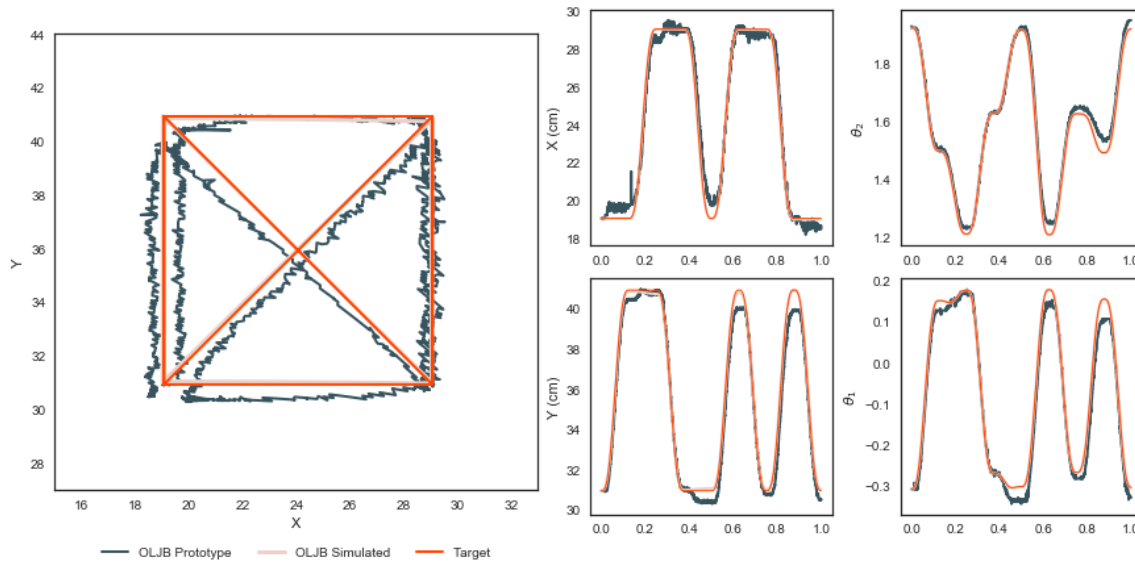 44
42
40
38
36
34
32
30
28
Y
16 18 20 22 24 26 28 30 32
X
OLJB Prototype OLJB Simulated Target
30
28
26
24
22
20
18
X (cm)
0.0 0.2 0.4 0.6 0.8 1.0
1.8
1.6
1.4
1.2
θ2
0.0 0.2 0.4 0.6 0.8 1.0
40
38
36
34
32
30
Y (cm)
0.0 0.2 0.4 0.6 0.8 1.0
0.2
0.1
0.0
−0.1
−0.2
−0.3
θ1
0.0 0.2 0.4 0.6 0.8 1.0